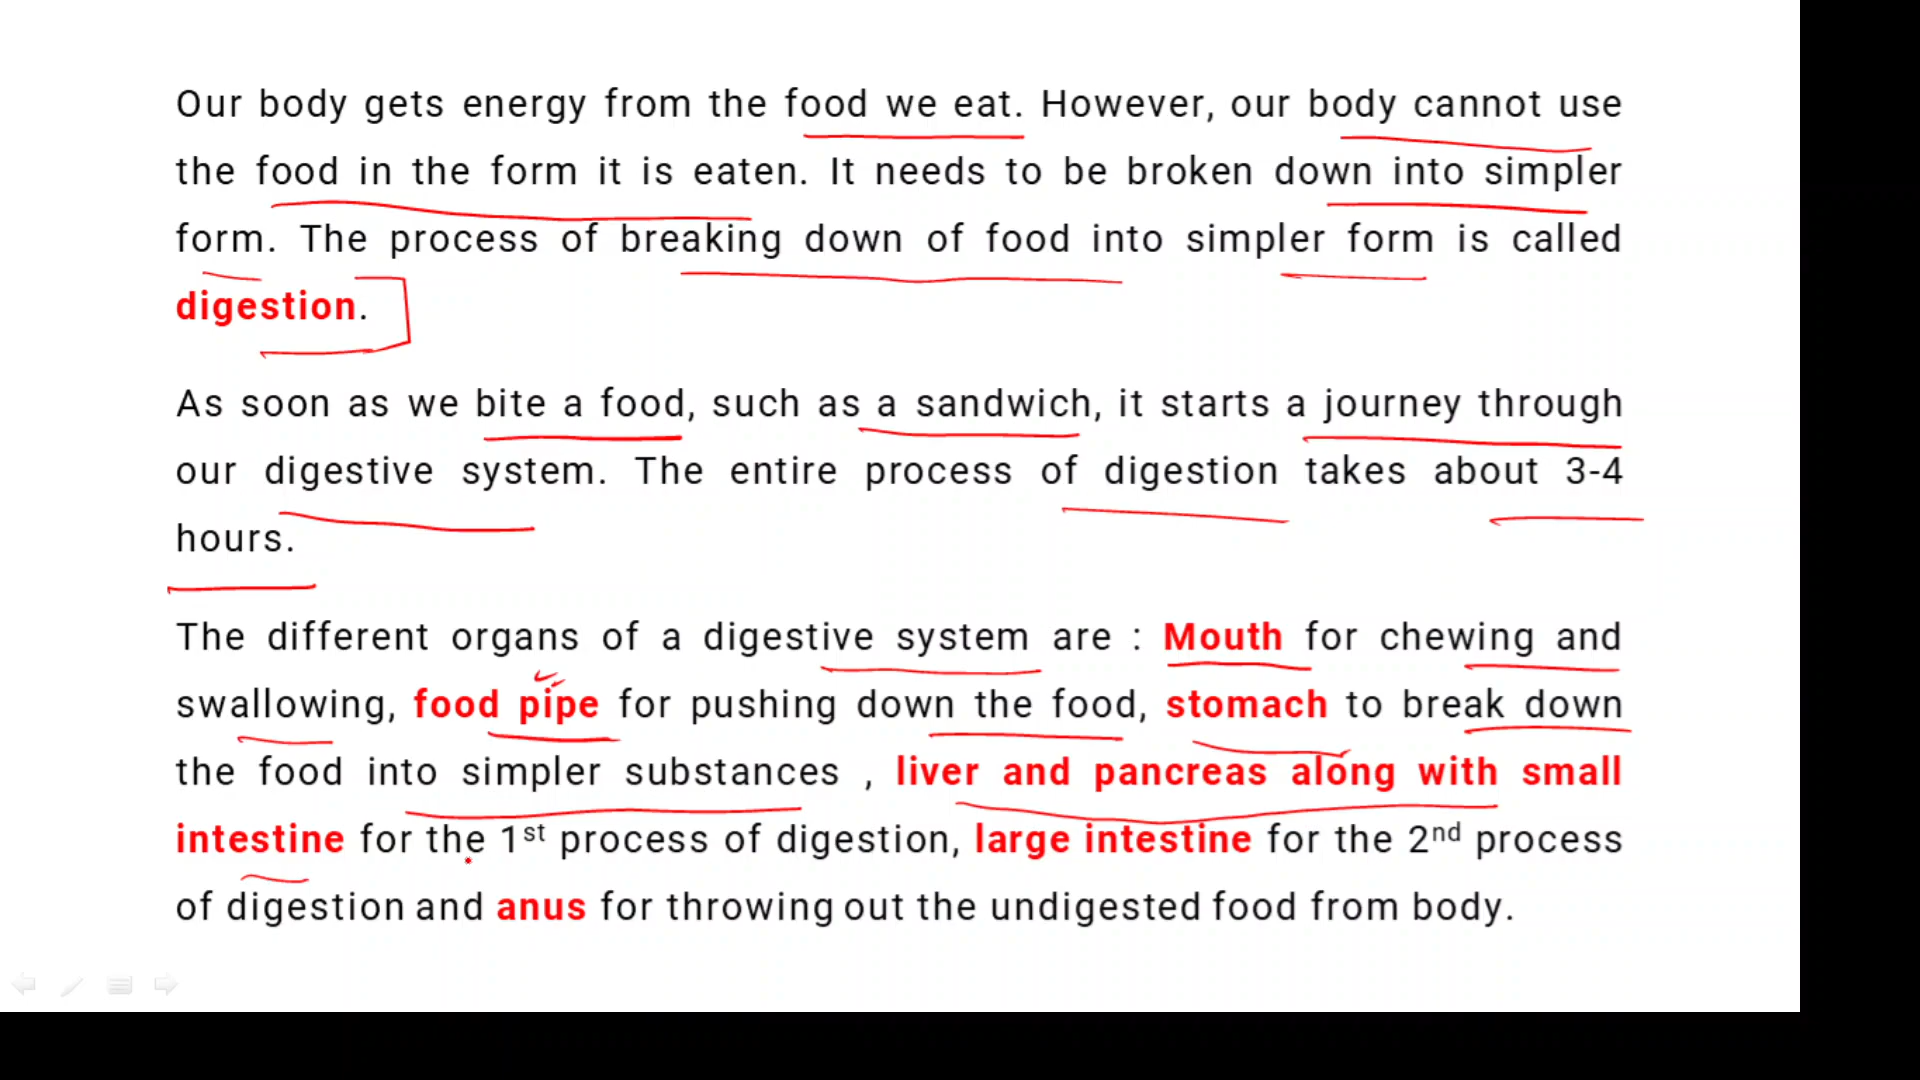 Our body gets energy from the food we eat. However, our body cannot use
the food in the form it is eaten. It needs to be broken down into simpler
form. The process of breaking down of food into simpler form is called
digestion.
As soon as we bite a food, such as a sandwich, it starts a journey through
our digestive system. The entire process of digestion takes about 3-4
hours.
The different organs of a digestive system are : Mouth for chewing and
swallowing, food pipe for pushing down the food, stomach to break down
the food into simpler substances , liver and pancreas along with small
intestine for the 1st process of digestion, large intestine for the 2nd process
of digestion and anus for throwing out the undigested food from body.